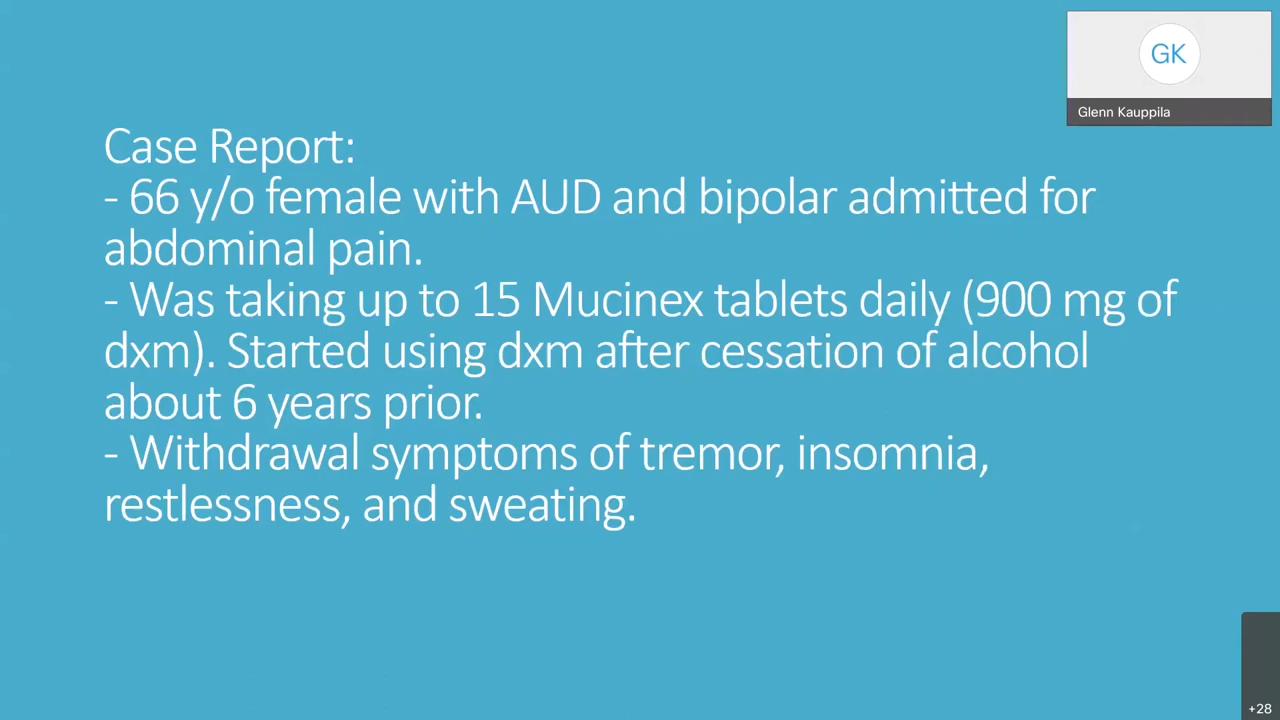 GK
Glenn Kauppila
Case Report:
- 66 y/o female with AUD and bipolar admitted for
abdominal pain.
- Was taking up to 15 Mucinex tablets daily (900 mg of
dxm). Started using dxm after cessation of alcohol
about 6 years prior.
- Withdrawal symptoms of tremor, insomnia,
restlessness, and sweating.
+28